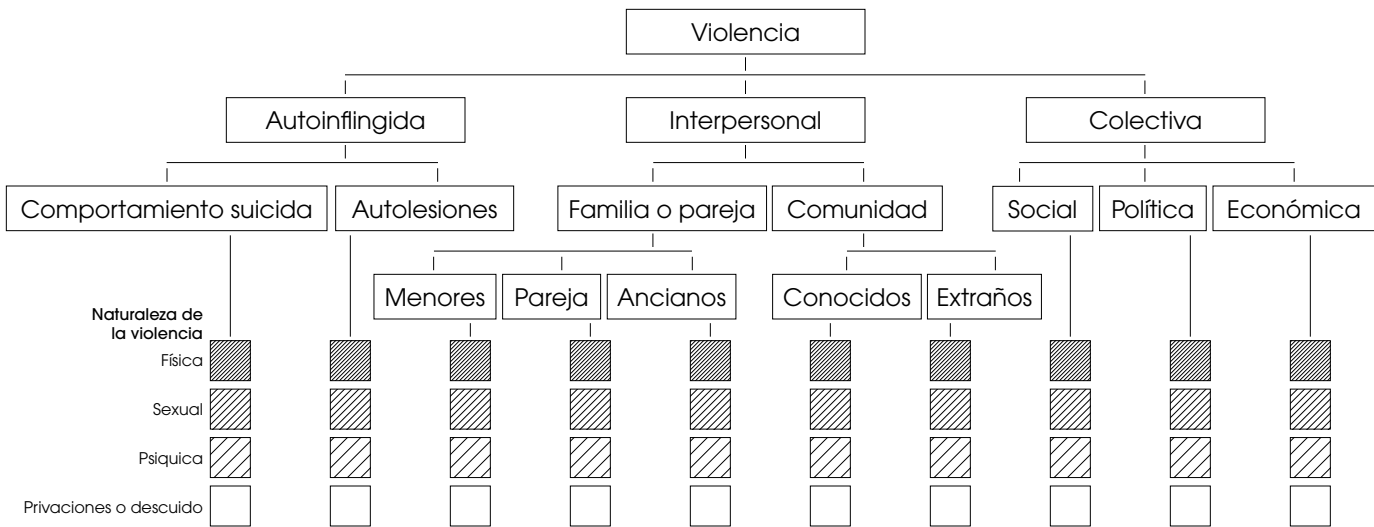 Violencia
Autoinflingida
Interpersonal
Colectiva
Comportamiento suicida
Autolesiones
Familia o pareja
Comunidad
Social
Política
Económica
Menores
Pareja
Ancianos
Conocidos
Extraños
Naturaleza de
la violencia
Física
Sexual
Psiquica
Privaciones o descuido